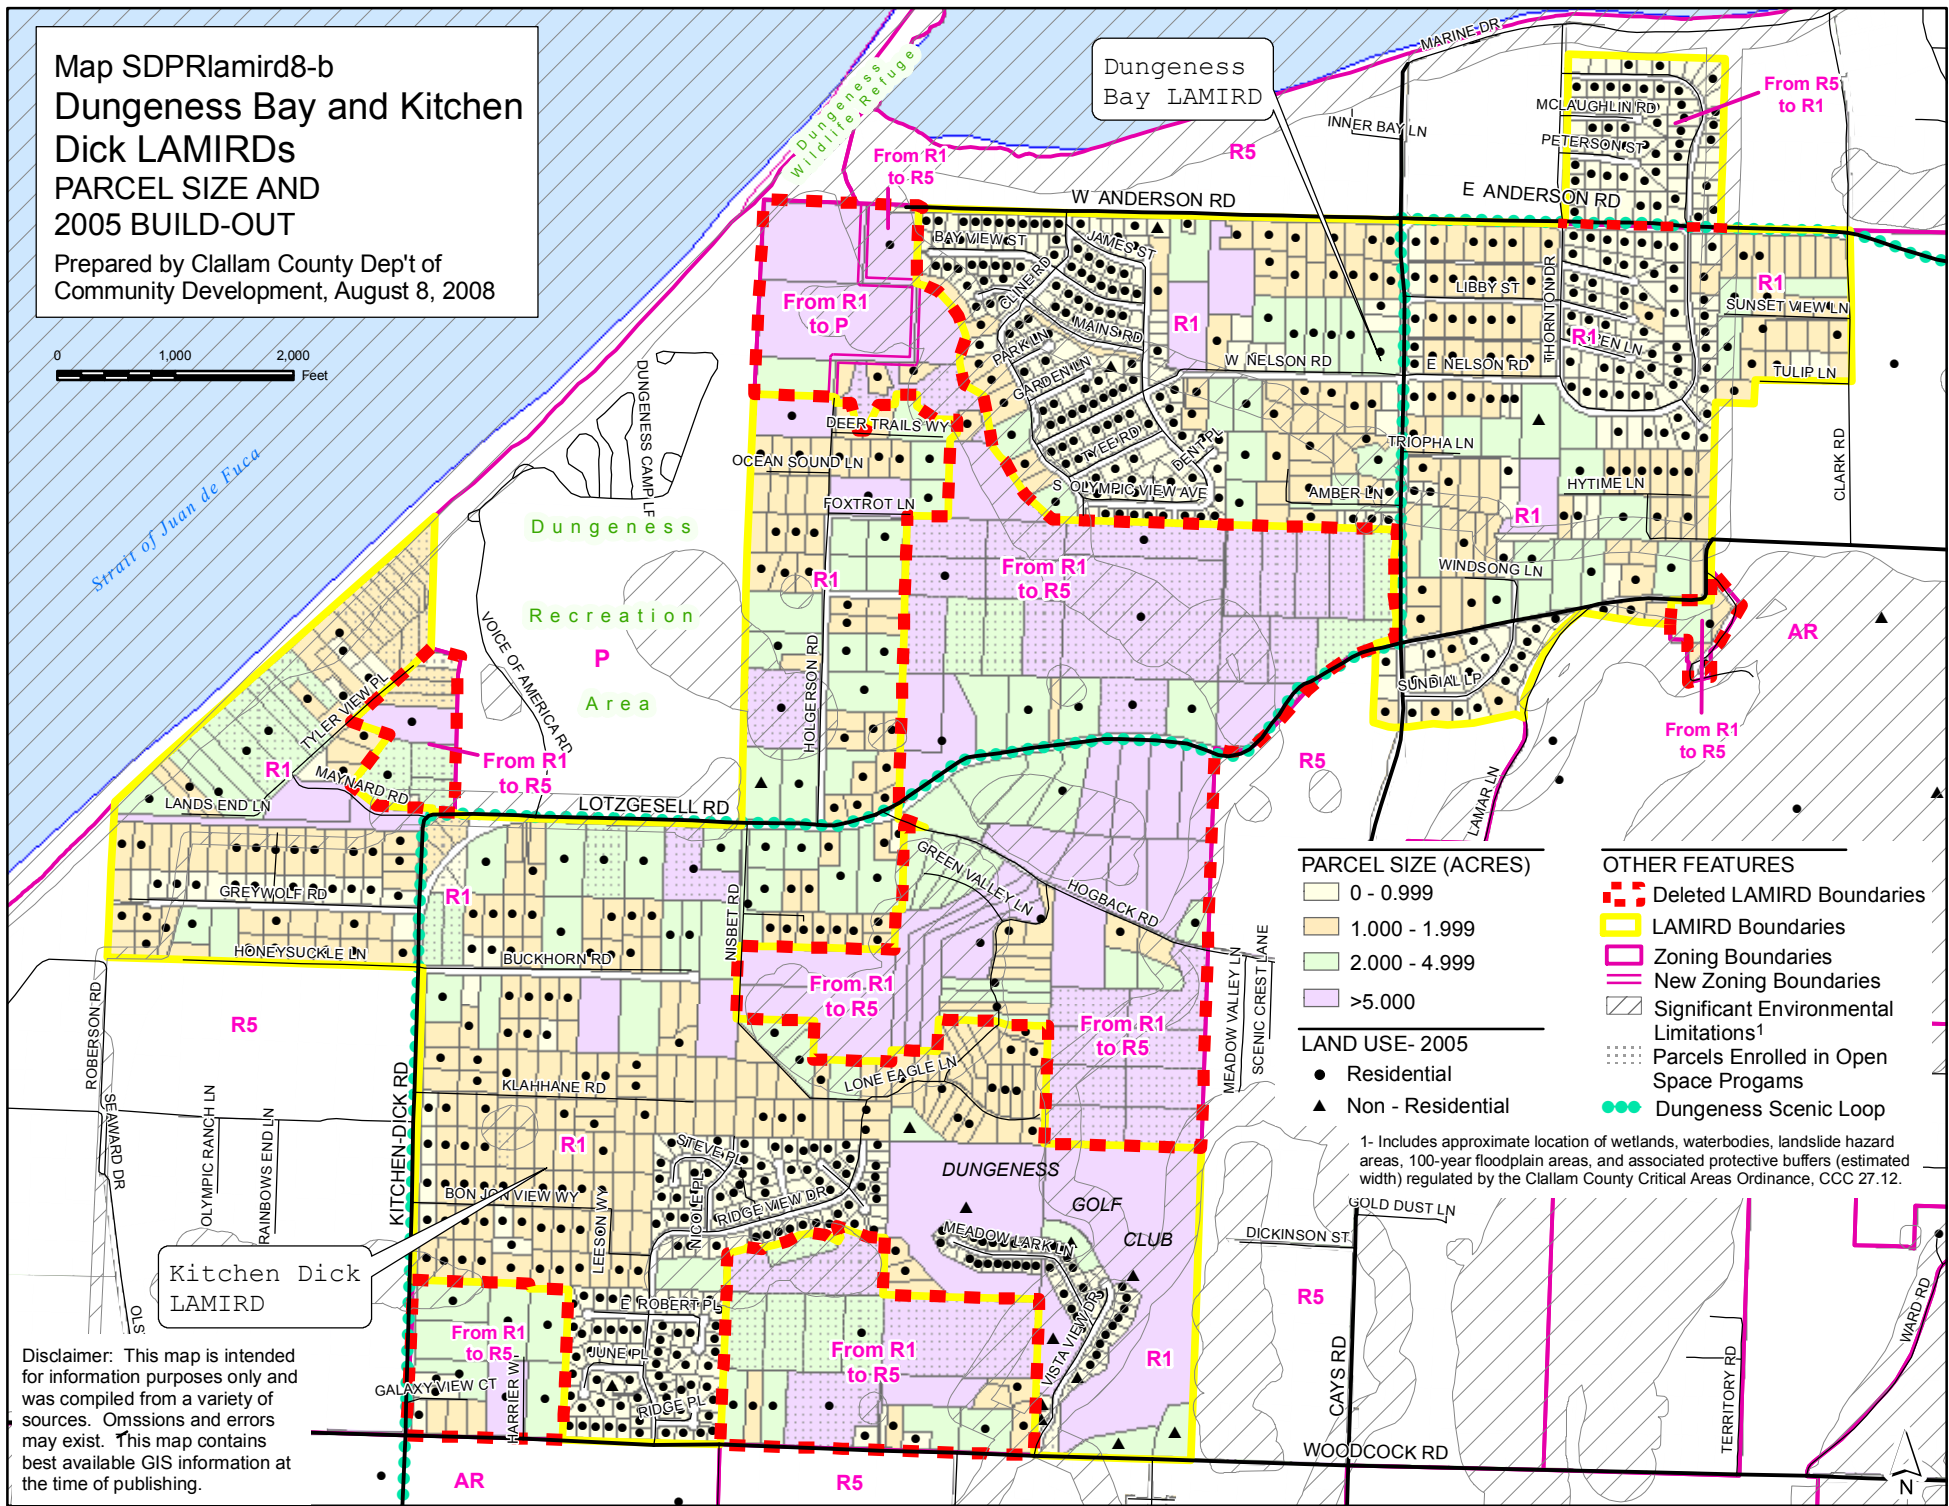 Map SDPRlamird8-b
Dungeness Bay and Kitchen
Dick LAMIRDs
PARCEL SIZE AND
2005 BUILD-OUT
Prepared by Clallam County Dep't of
Community Development, August 8, 2008
0 1,000 2,000
Feet
Strait of Juan de Fuca
Dungeness
Wildlife Refuge
Dungeness
Bay LAMIRD
MARINE DR
INNER BAY LN
MCLAUGHLIN RD
PETERSON ST
From R5
to R1
From R1
to R5
R5
W ANDERSON RD
E ANDERSON RD
BAY VIEW ST
JAMES ST
CLINE RD
MAINS RD
PARK LN
GARDEN LN
R1
LIBBY ST
THORNTON DR
R1
SUNSET VIEW LN
R1
TULIP LN
W NELSON RD
E NELSON RD
From R1
to P
DUNGENESS CAMP LF
DEER TRAILS WY
OCEAN SOUND LN
FOXTROT LN
TYEE RD
DENT PL
S OLYMPIC VIEW AVE
AMBER LN
TRIOPHA LN
HYTIME LN
R1
CLARK RD
WINDSONG LN
Dungeness
Recreation
P
Area
VOICE OF AMERICA RD
R1
HOLGERSON RD
From R1
to R5
SUNDIAL LP
AR
From R1
to R5
LAMAR LN
R5
TYLER VIEW PL
R1
MAYNARD RD
LANDS END LN
From R1
to R5
LOTZGESELL RD
GREYWOLF RD
HONEYSUCKLE LN
R1
BUCKHORN RD
NISBET RD
GREEN VALLEY LN
HOGBACK RD
MEADOW VALLEY LN
SCENIC CREST LANE
From R1
to R5
From R1
to R5
LONE EAGLE LN
ROBERSON RD
SEAWARD DR
R5
OLYMPIC RANCH LN
RAINBOWS END LN
KITCHEN-DICK RD
KLAHHANE RD
R1
BON JON VIEW WY
LEESON WY
STEVE PL
NICOLE PL
RIDGE VIEW DR
Kitchen Dick
LAMIRD
OLS
E ROBERT PL
JUNE PL
RIDGE PL
From R1
to R5
GALAXY VIEW CT
HARRIER W
From R1
to R5
DUNGENESS
GOLF
CLUB
MEADOW LARK LN
VISTA VIEW DR
R1
DICKINSON ST
GOLD DUST LN
R5
CAYS RD
TERRITORY RD
WARD RD
WOODCOCK RD
AR
R5
N
PARCEL SIZE (ACRES)
0 - 0.999
1.000 - 1.999
2.000 - 4.999
>5.000
LAND USE- 2005
Residential
Non - Residential
OTHER FEATURES
Deleted LAMIRD Boundaries
LAMIRD Boundaries
Zoning Boundaries
New Zoning Boundaries
Significant Environmental
Limitations1
Parcels Enrolled in Open
Space Progams
Dungeness Scenic Loop
1- Includes approximate location of wetlands, waterbodies, landslide hazard
areas, 100-year floodplain areas, and associated protective buffers (estimated
width) regulated by the Clallam County Critical Areas Ordinance, CCC 27.12.
Disclaimer: This map is intended
for information purposes only and
was compiled from a variety of
sources. Omssions and errors
may exist. This map contains
best available GIS information at
the time of publishing.